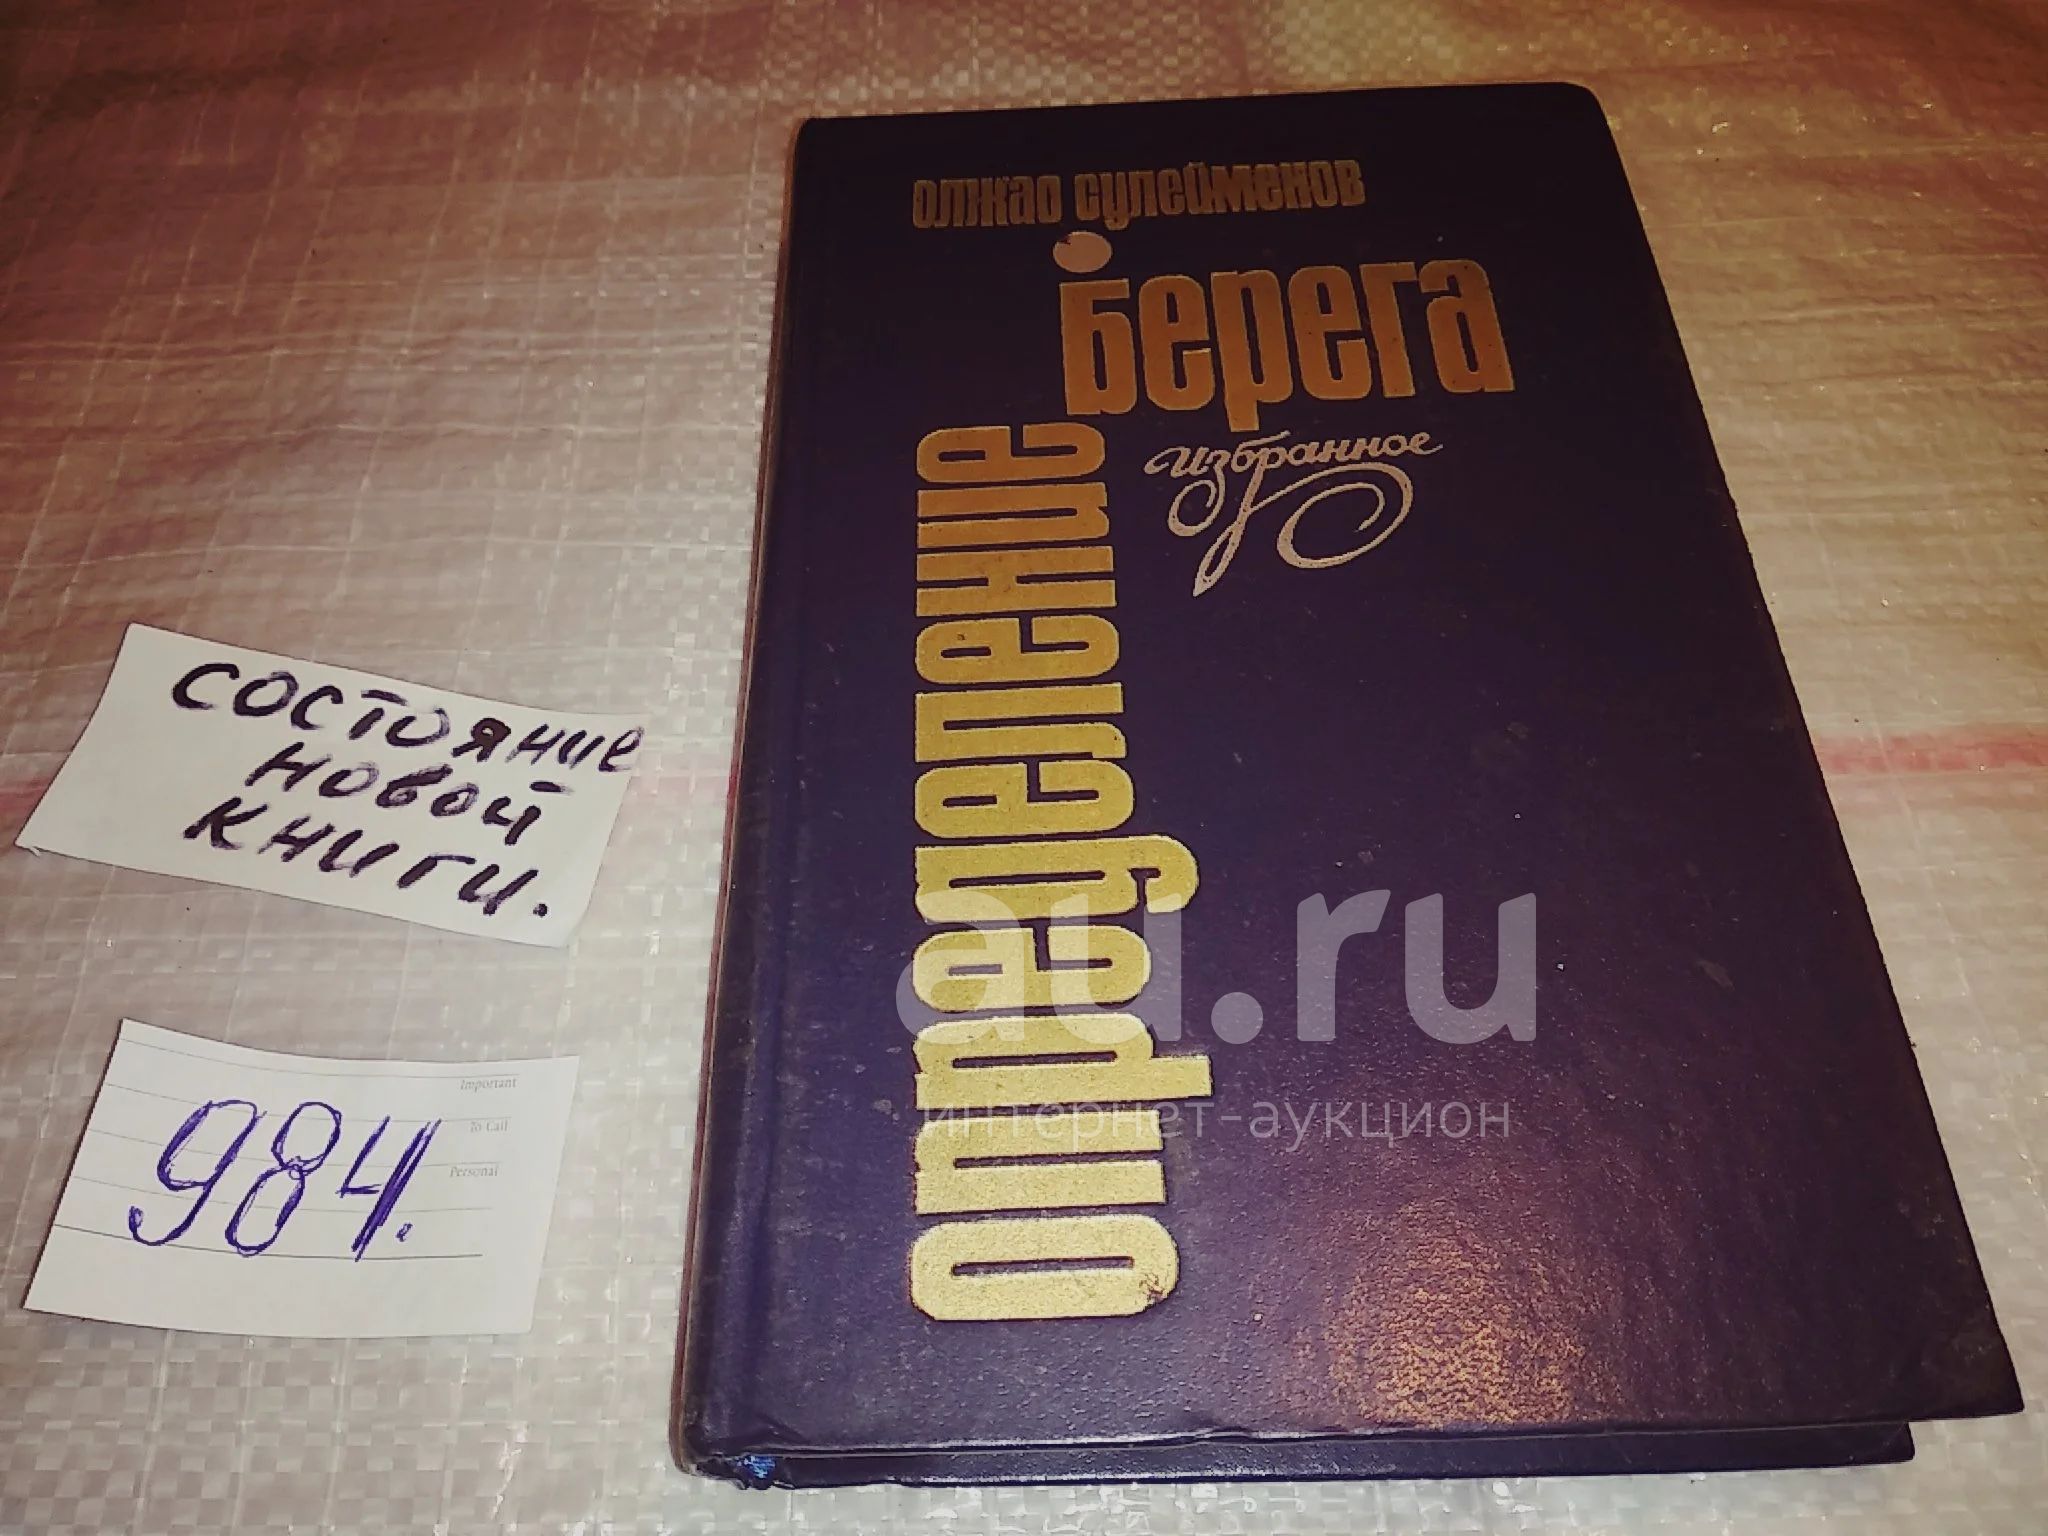 олжас сулейменов
определение берега
Избранное
состояние
новой
книги.
Important
To Call
Personal
984.
au.ru
интернет-аукцион